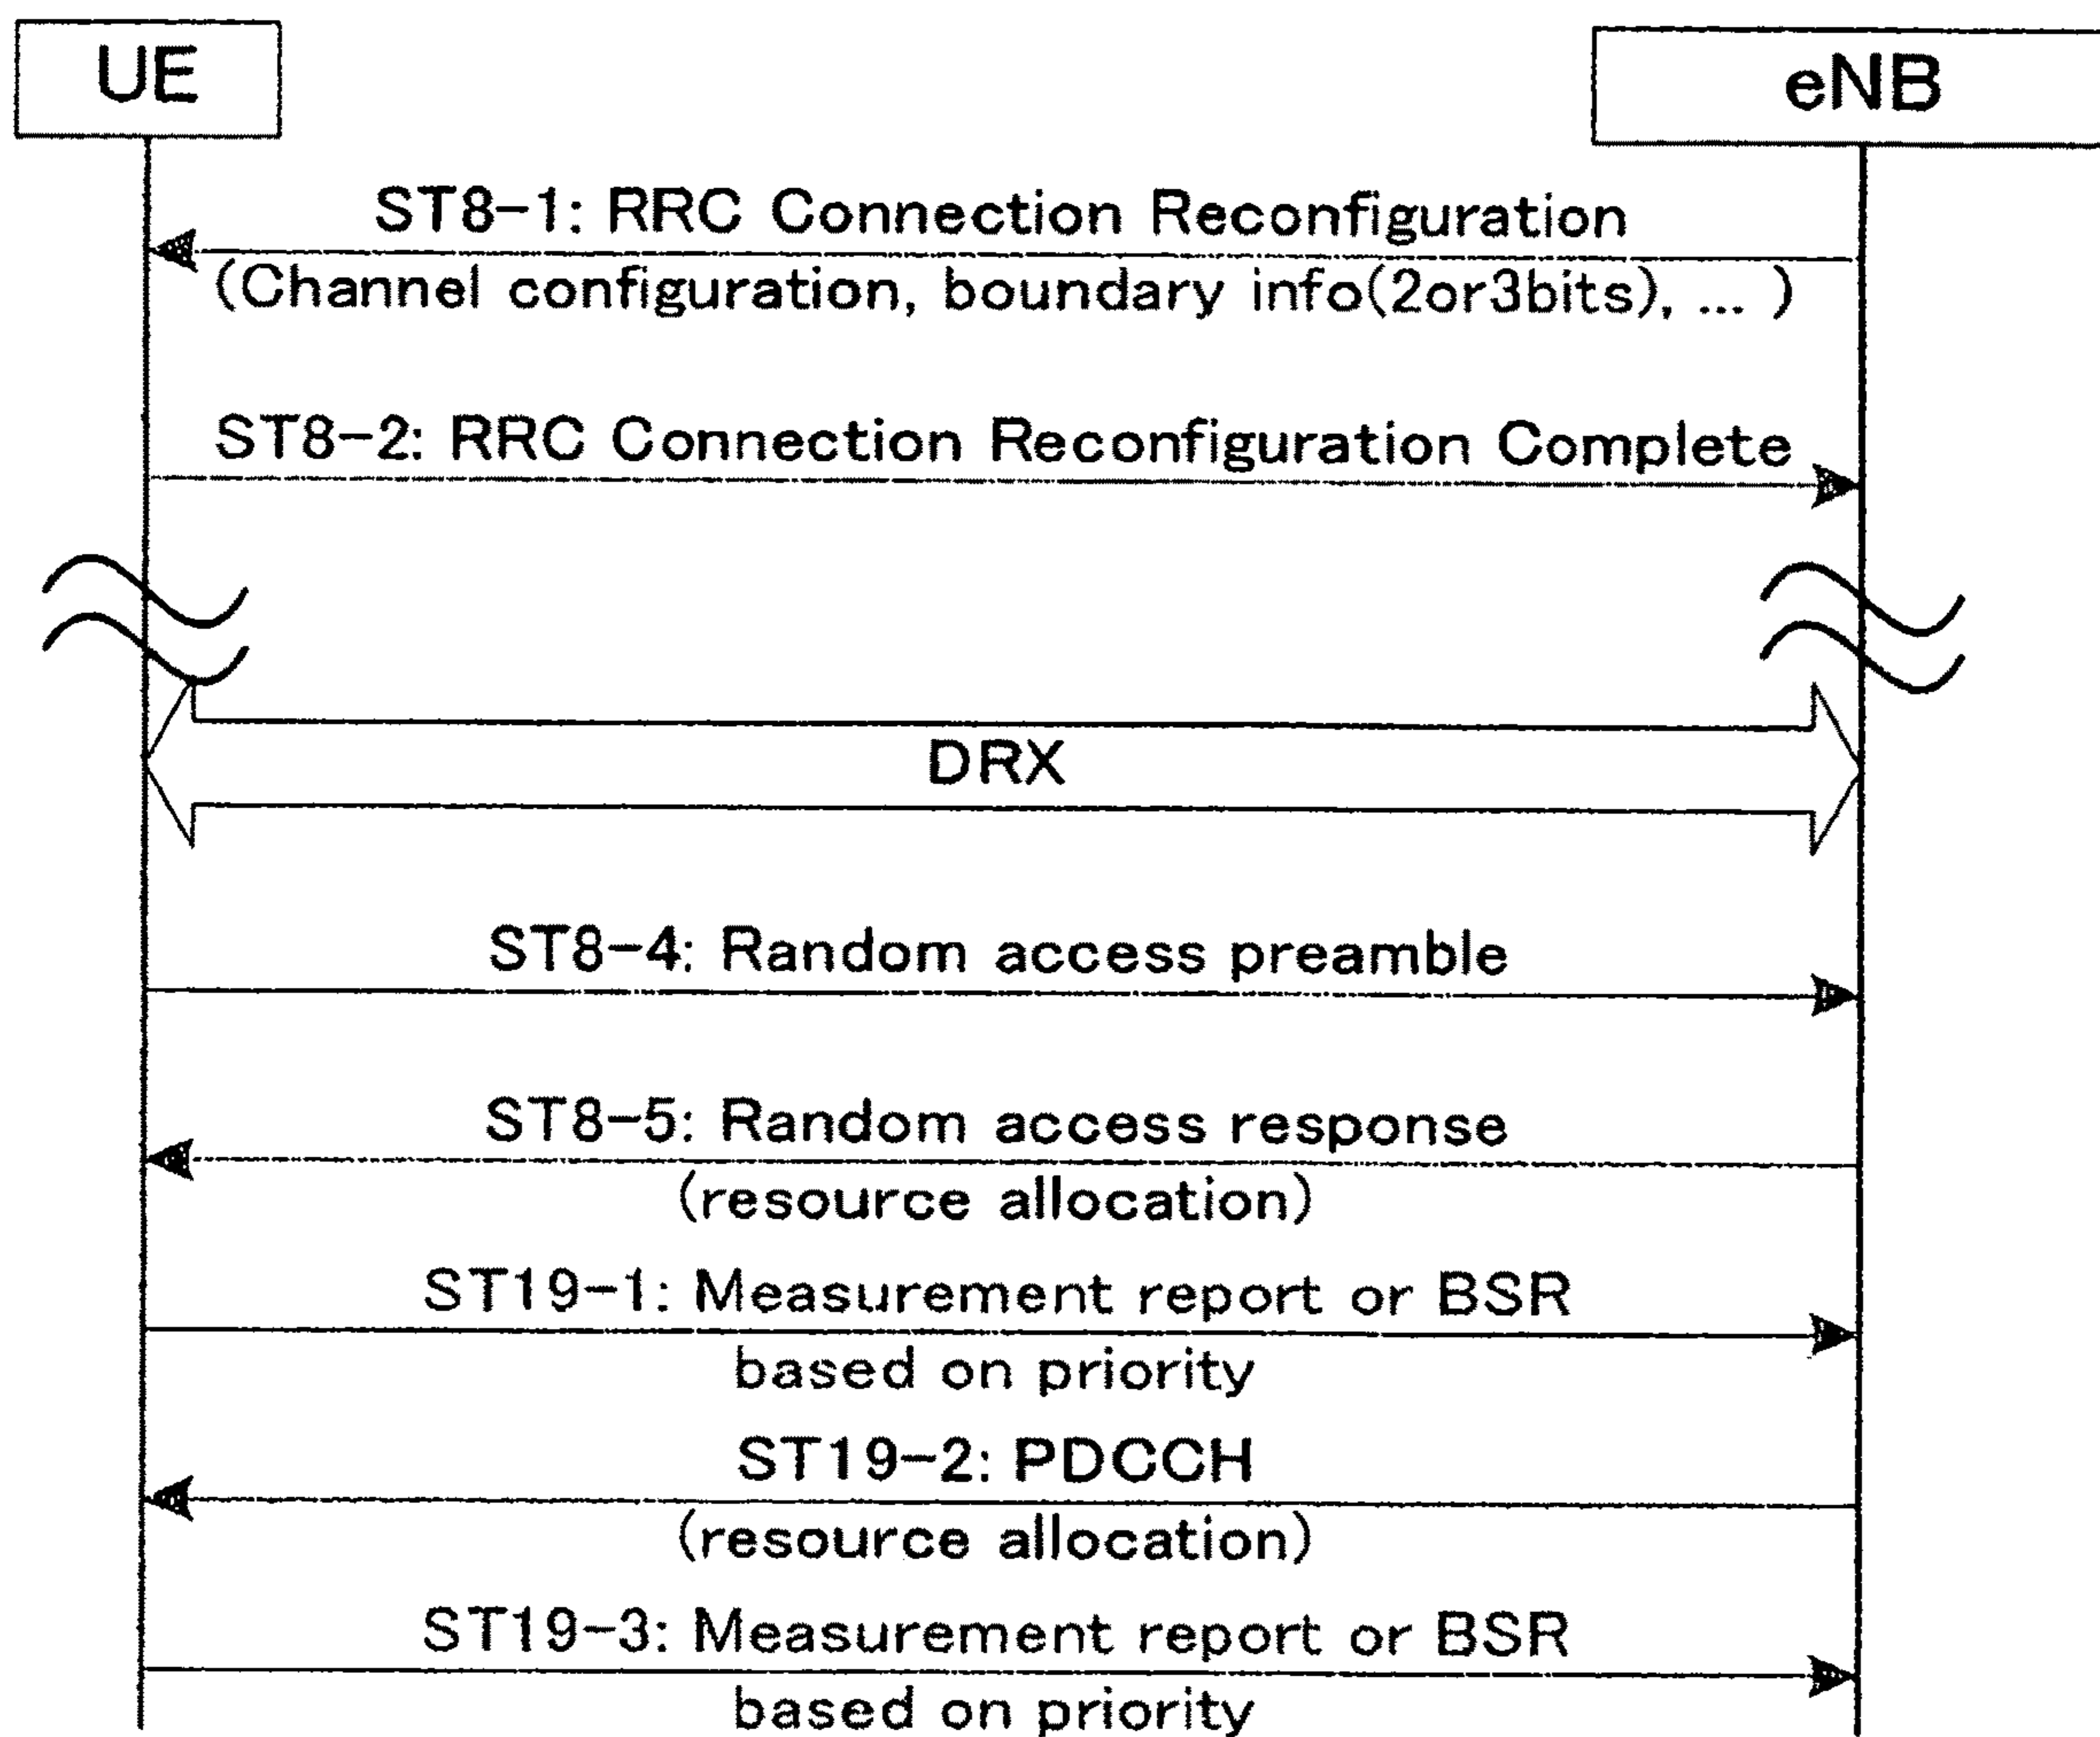 UE
eNB
ST8-1: RRC Connection Reconfiguration
(Channel configuration, boundary info(2or3bits), ... )
ST8-2: RRC Connection Reconfiguration Complete
DRX
ST8-4: Random access preamble
ST8-5: Random access response
(resource allocation)
ST19-1: Measurement report or BSR
based on priority
ST19-2: PDCCH
(resource allocation)
ST19-3: Measurement report or BSR
based on priority